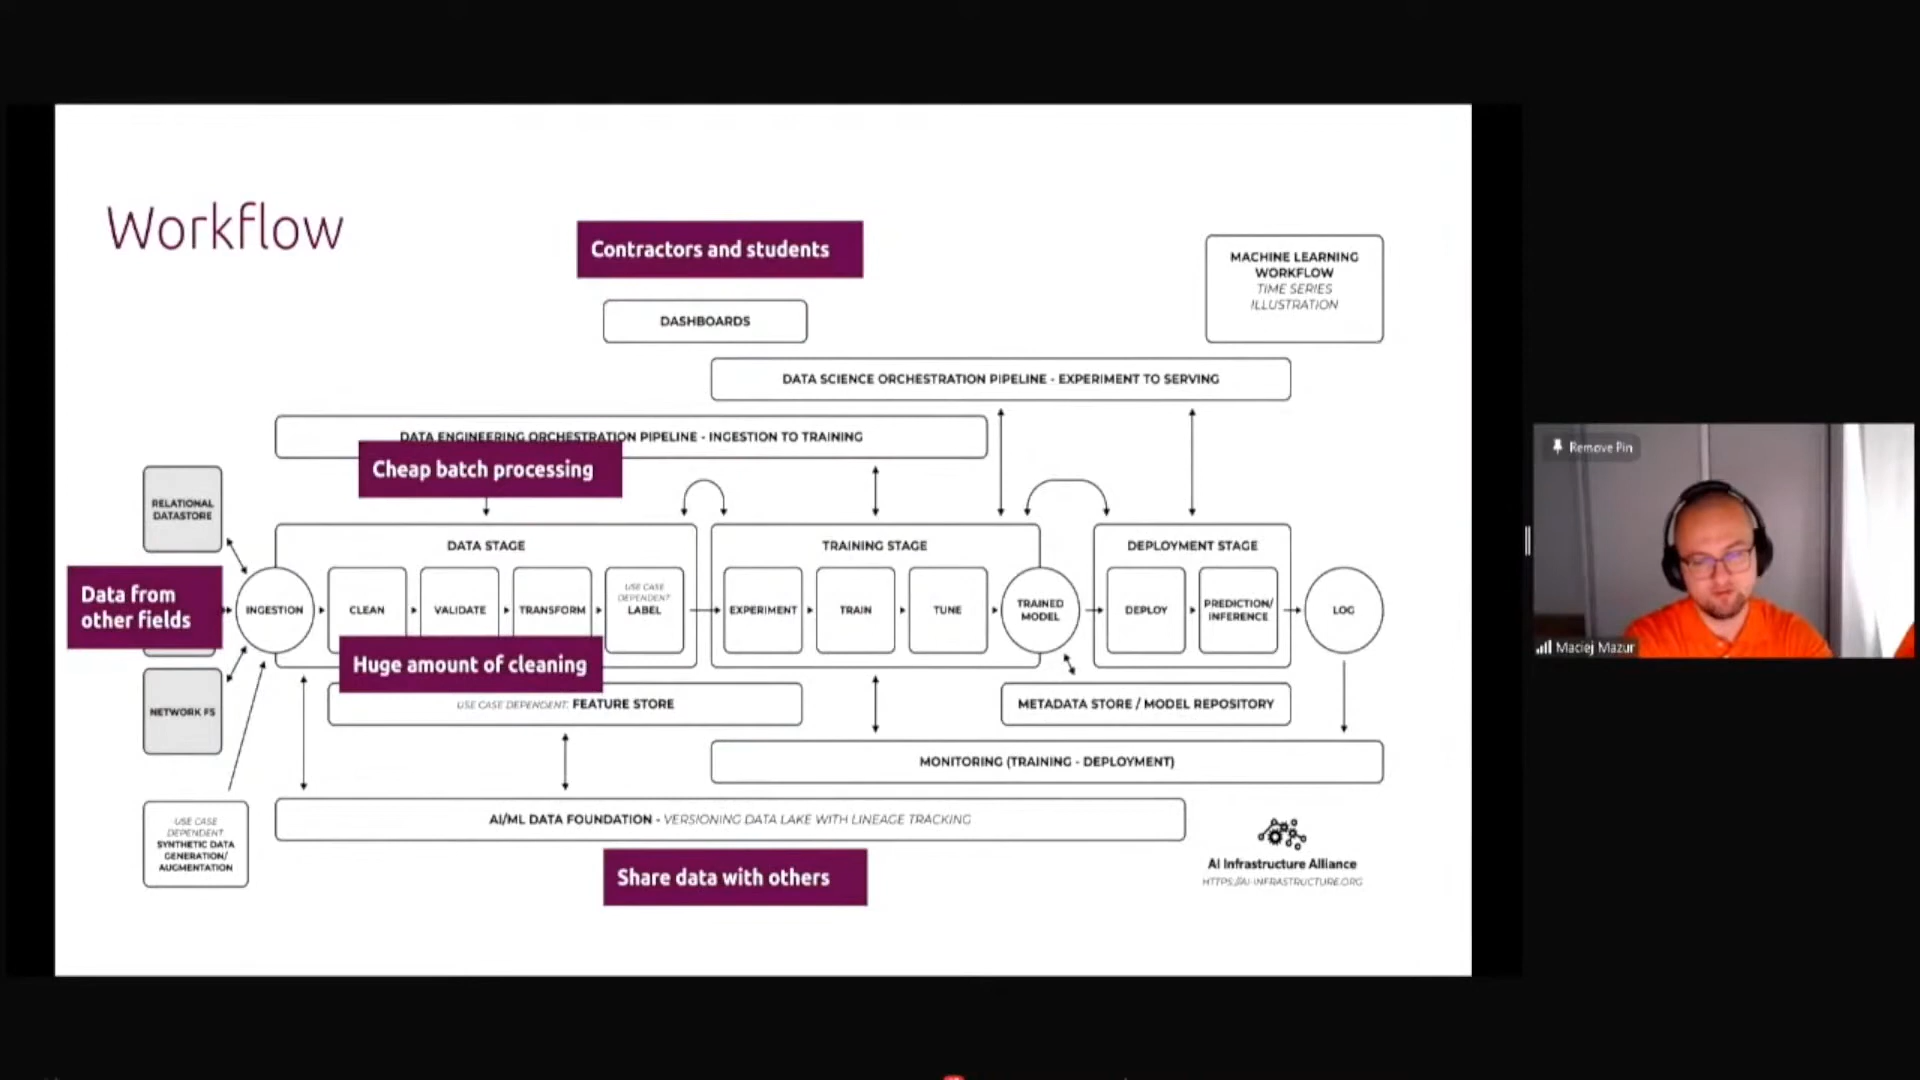 Workflow
Contractors and students
DASHBOARDS
MACHINE LEARNING
WORKFLOW
TIME SERIES
ILLUSTRATION
DATA SCIENCE ORCHESTRATION PIPELINE - EXPERIMENT TO SERVING
DATA ENGINEERING ORCHESTRATION PIPELINE - INGESTION TO TRAINING
Cheap batch processing
RELATIONAL
DATASTORE
Data from
other fields
NETWORK FS
DATA STAGE
INGESTION
CLEAN
VALIDATE
TRANSFORM
USE CASE
DEPENDENT
LABEL
Huge amount of cleaning
TRAINING STAGE
EXPERIMENT
TRAIN
TUNE
TRAINED
MODEL
DEPLOYMENT STAGE
DEPLOY
PREDICTION/
INFERENCE
LOG
USE CASE DEPENDENT: FEATURE STORE
METADATA STORE / MODEL REPOSITORY
MONITORING (TRAINING - DEPLOYMENT)
AI/ML DATA FOUNDATION - VERSIONING DATA LAKE WITH LINEAGE TRACKING
USE CASE
DEPENDENT
SYNTHETIC DATA
GENERATION/
AUGMENTATION
Share data with others
AI Infrastructure Alliance
HTTPS://AI-INFRASTRUCTURE.ORG
Remove Pin
Maciej Mazur